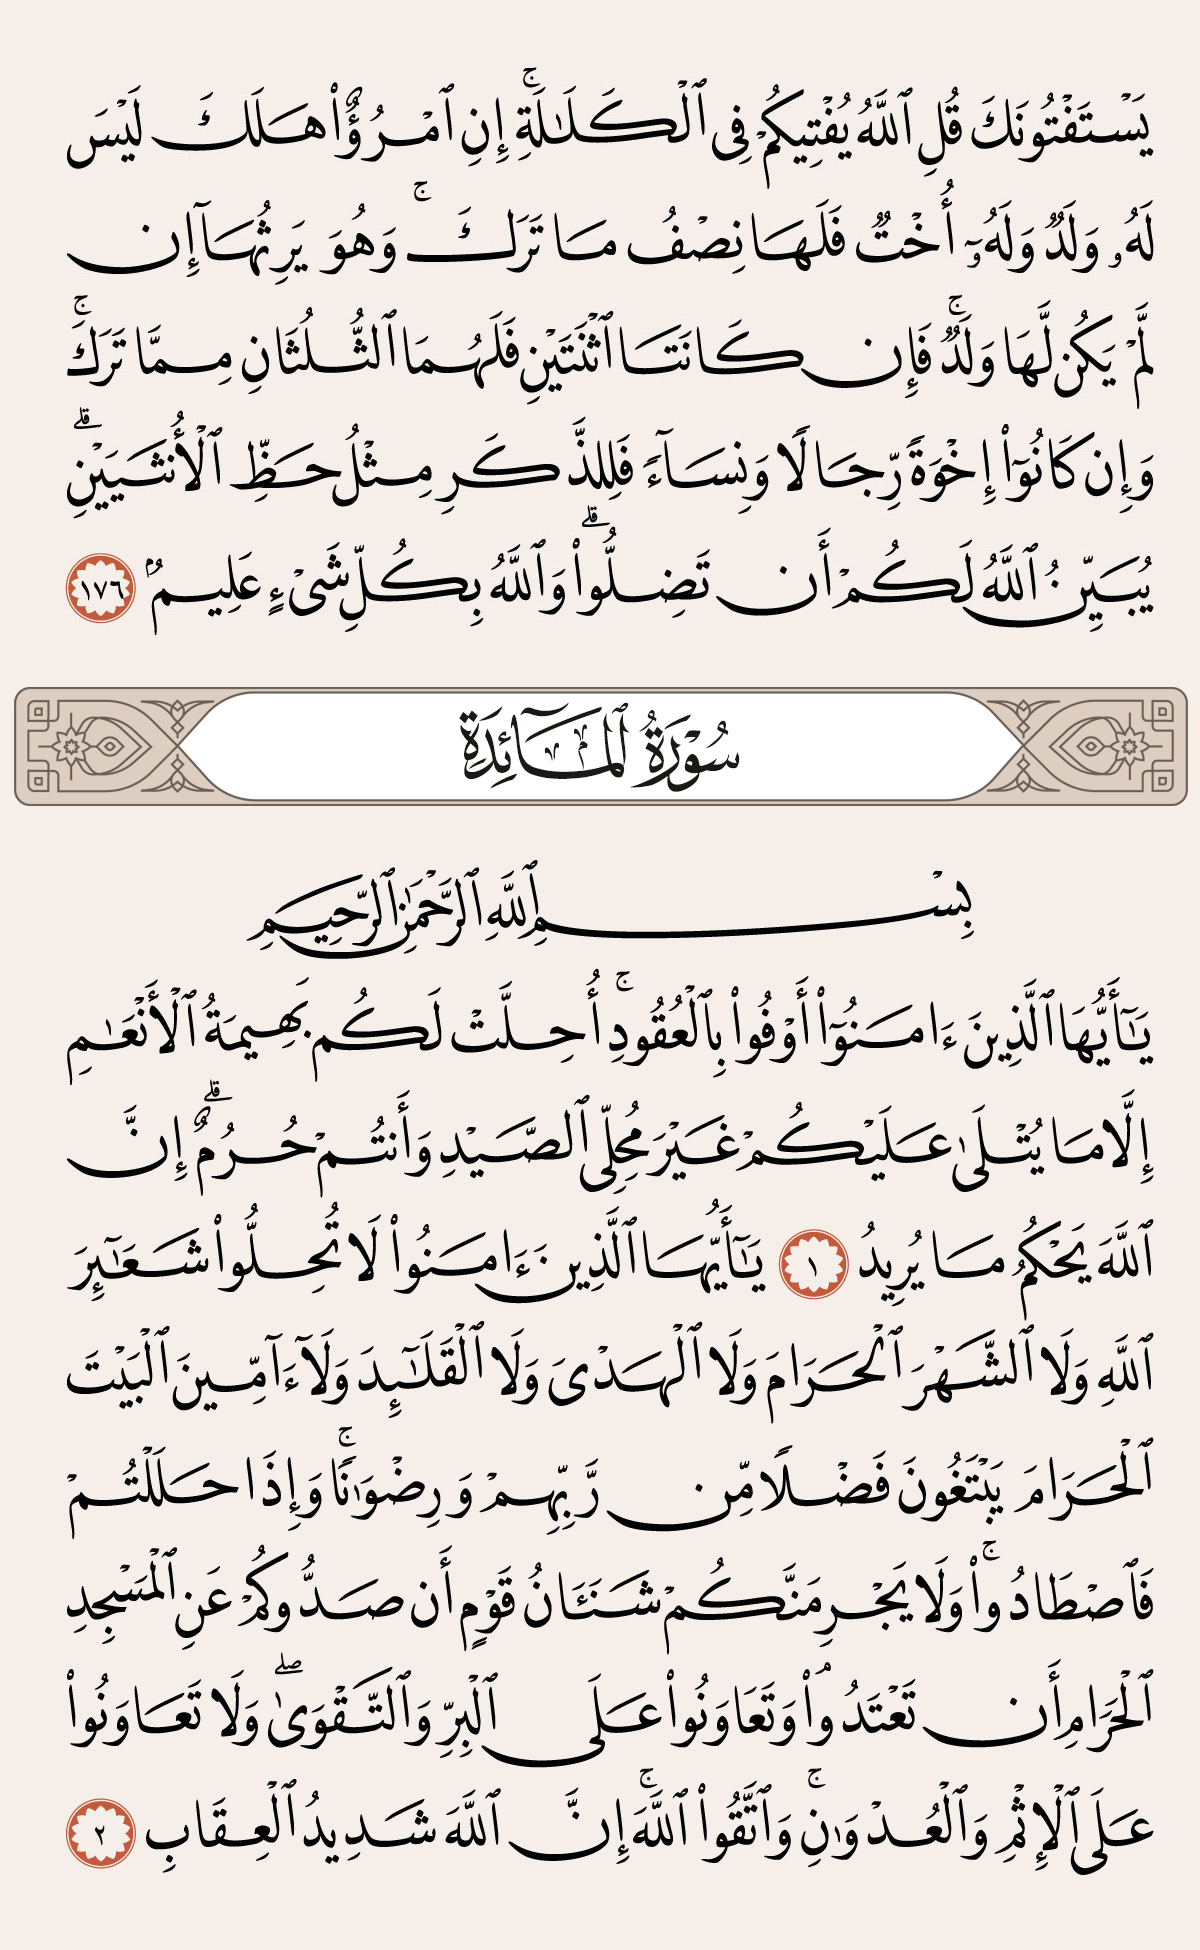 يَسْتَفْتُونَكَ قُلِ ٱللَّهُ يُفْتِيكُمْ فِى ٱلْكَلَٰلَةِ ۚ إِنِ ٱمْرُؤٌا۟ هَلَكَ لَيْسَ
لَهُۥ وَلَدٌ وَلَهُۥٓ أُخْتٌ فَلَهَا نِصْفُ مَا تَرَكَ ۚ وَهُوَ يَرِثُهَآ إِن
لَّمْ يَكُن لَّهَا وَلَدٌ ۚ فَإِن كَانَتَا ٱثْنَتَيْنِ فَلَهُمَا ٱلثُّلُثَانِ مِمَّا تَرَكَ ۚ
وَإِن كَانُوٓا۟ إِخْوَةً رِّجَالًا وَنِسَآءً فَلِلذَّكَرِ مِثْلُ حَظِّ ٱلْأُنثَيَيْنِ ۗ
يُبَيِّنُ ٱللَّهُ لَكُمْ أَن تَضِلُّوا۟ ۗ وَٱللَّهُ بِكُلِّ شَىْءٍ عَلِيمٌۢ ١٧٦
سُورَةُ ٱلْمَآئِدَةِ
بِسْمِ ٱللَّهِ ٱلرَّحْمَٰنِ ٱلرَّحِيمِ
يَٰٓأَيُّهَا ٱلَّذِينَ ءَامَنُوٓا۟ أَوْفُوا۟ بِٱلْعُقُودِ ۚ أُحِلَّتْ لَكُم بَهِيمَةُ ٱلْأَنْعَٰمِ
إِلَّا مَا يُتْلَىٰ عَلَيْكُمْ غَيْرَ مُحِلِّى ٱلصَّيْدِ وَأَنتُمْ حُرُمٌ ۗ إِنَّ
ٱللَّهَ يَحْكُمُ مَا يُرِيدُ ١ يَٰٓأَيُّهَا ٱلَّذِينَ ءَامَنُوا۟ لَا تُحِلُّوا۟ شَعَٰٓئِرَ
ٱللَّهِ وَلَا ٱلشَّهْرَ ٱلْحَرَامَ وَلَا ٱلْهَدْىَ وَلَا ٱلْقَلَٰٓئِدَ وَلَآ ءَآمِّينَ ٱلْبَيْتَ
ٱلْحَرَامَ يَبْتَغُونَ فَضْلًا مِّن رَّبِّهِمْ وَرِضْوَٰنًا ۚ وَإِذَا حَلَلْتُمْ
فَٱصْطَادُوا۟ ۚ وَلَا يَجْرِمَنَّكُمْ شَنَـَٔانُ قَوْمٍ أَن صَدُّوكُمْ عَنِ ٱلْمَسْجِدِ
ٱلْحَرَامِ أَن تَعْتَدُوا۟ ۘ وَتَعَاوَنُوا۟ عَلَى ٱلْبِرِّ وَٱلتَّقْوَىٰ ۖ وَلَا تَعَاوَنُوا۟
عَلَى ٱلْإِثْمِ وَٱلْعُدْوَٰنِ ۚ وَٱتَّقُوا۟ ٱللَّهَ ۚ إِنَّ ٱللَّهَ شَدِيدُ ٱلْعِقَابِ ٢